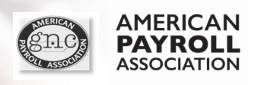 AMERICAN
gnc
PAYROLL
ASSOCIATION
AMERICAN
PAYROLL
ASSOCIATION